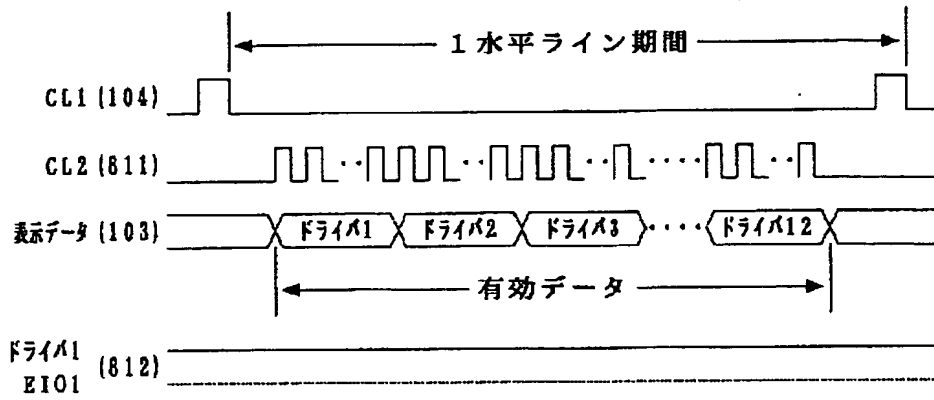 1水平ライン期間
CL1(104)
CL2(811)
表示データ(103)
ドライバ1 ドライバ2 ドライバ3 ドライバ12
有効データ
ドライバ1
EIO1 (812)